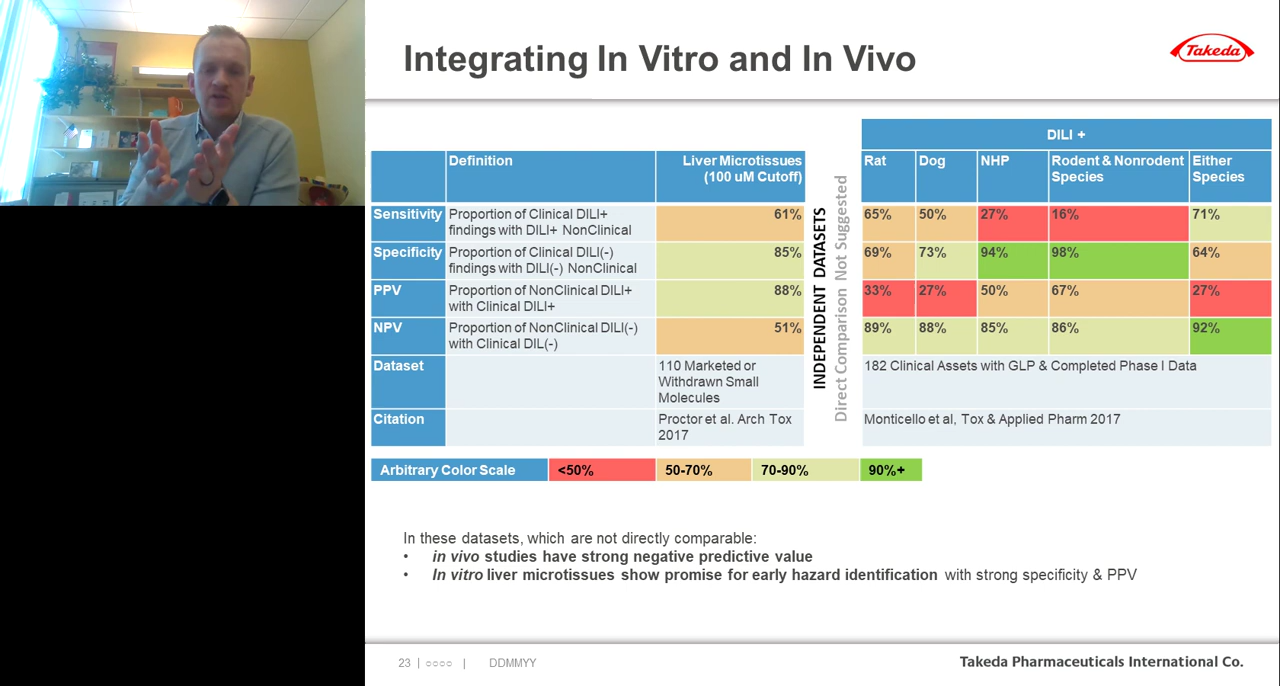 Integrating In Vitro and In Vivo
Takeda
DILI +
Definition
Liver Microtissues
(100 uM Cutoff)
Rat
Dog
NHP
Rodent & Nonrodent
Species
Either
Species
Sensitivity
Proportion of Clinical DILI+
findings with DILI+ NonClinical
61%
65%
50%
27%
16%
71%
Specificity
Proportion of Clinical DILI(-)
findings with DILI(-) NonClinical
85%
69%
73%
94%
98%
64%
PPV
Proportion of NonClinical DILI+
with Clinical DILI+
88%
33%
27%
50%
67%
27%
NPV
Proportion of NonClinical DILI(-)
with Clinical DIL(-)
51%
89%
88%
85%
86%
92%
Dataset
110 Marketed or
Withdrawn Small
Molecules
182 Clinical Assets with GLP & Completed Phase I Data
Citation
Proctor et al. Arch Tox
2017
Monticello et al, Tox & Applied Pharm 2017
INDEPENDENT DATASETS
Direct Comparison Not Suggested
Arbitrary Color Scale
<50%
50-70%
70-90%
90%+
In these datasets, which are not directly comparable:
• in vivo studies have strong negative predictive value
• In vitro liver microtissues show promise for early hazard identification with strong specificity & PPV
23 | ○○○○ | DDMMYY
Takeda Pharmaceuticals International Co.